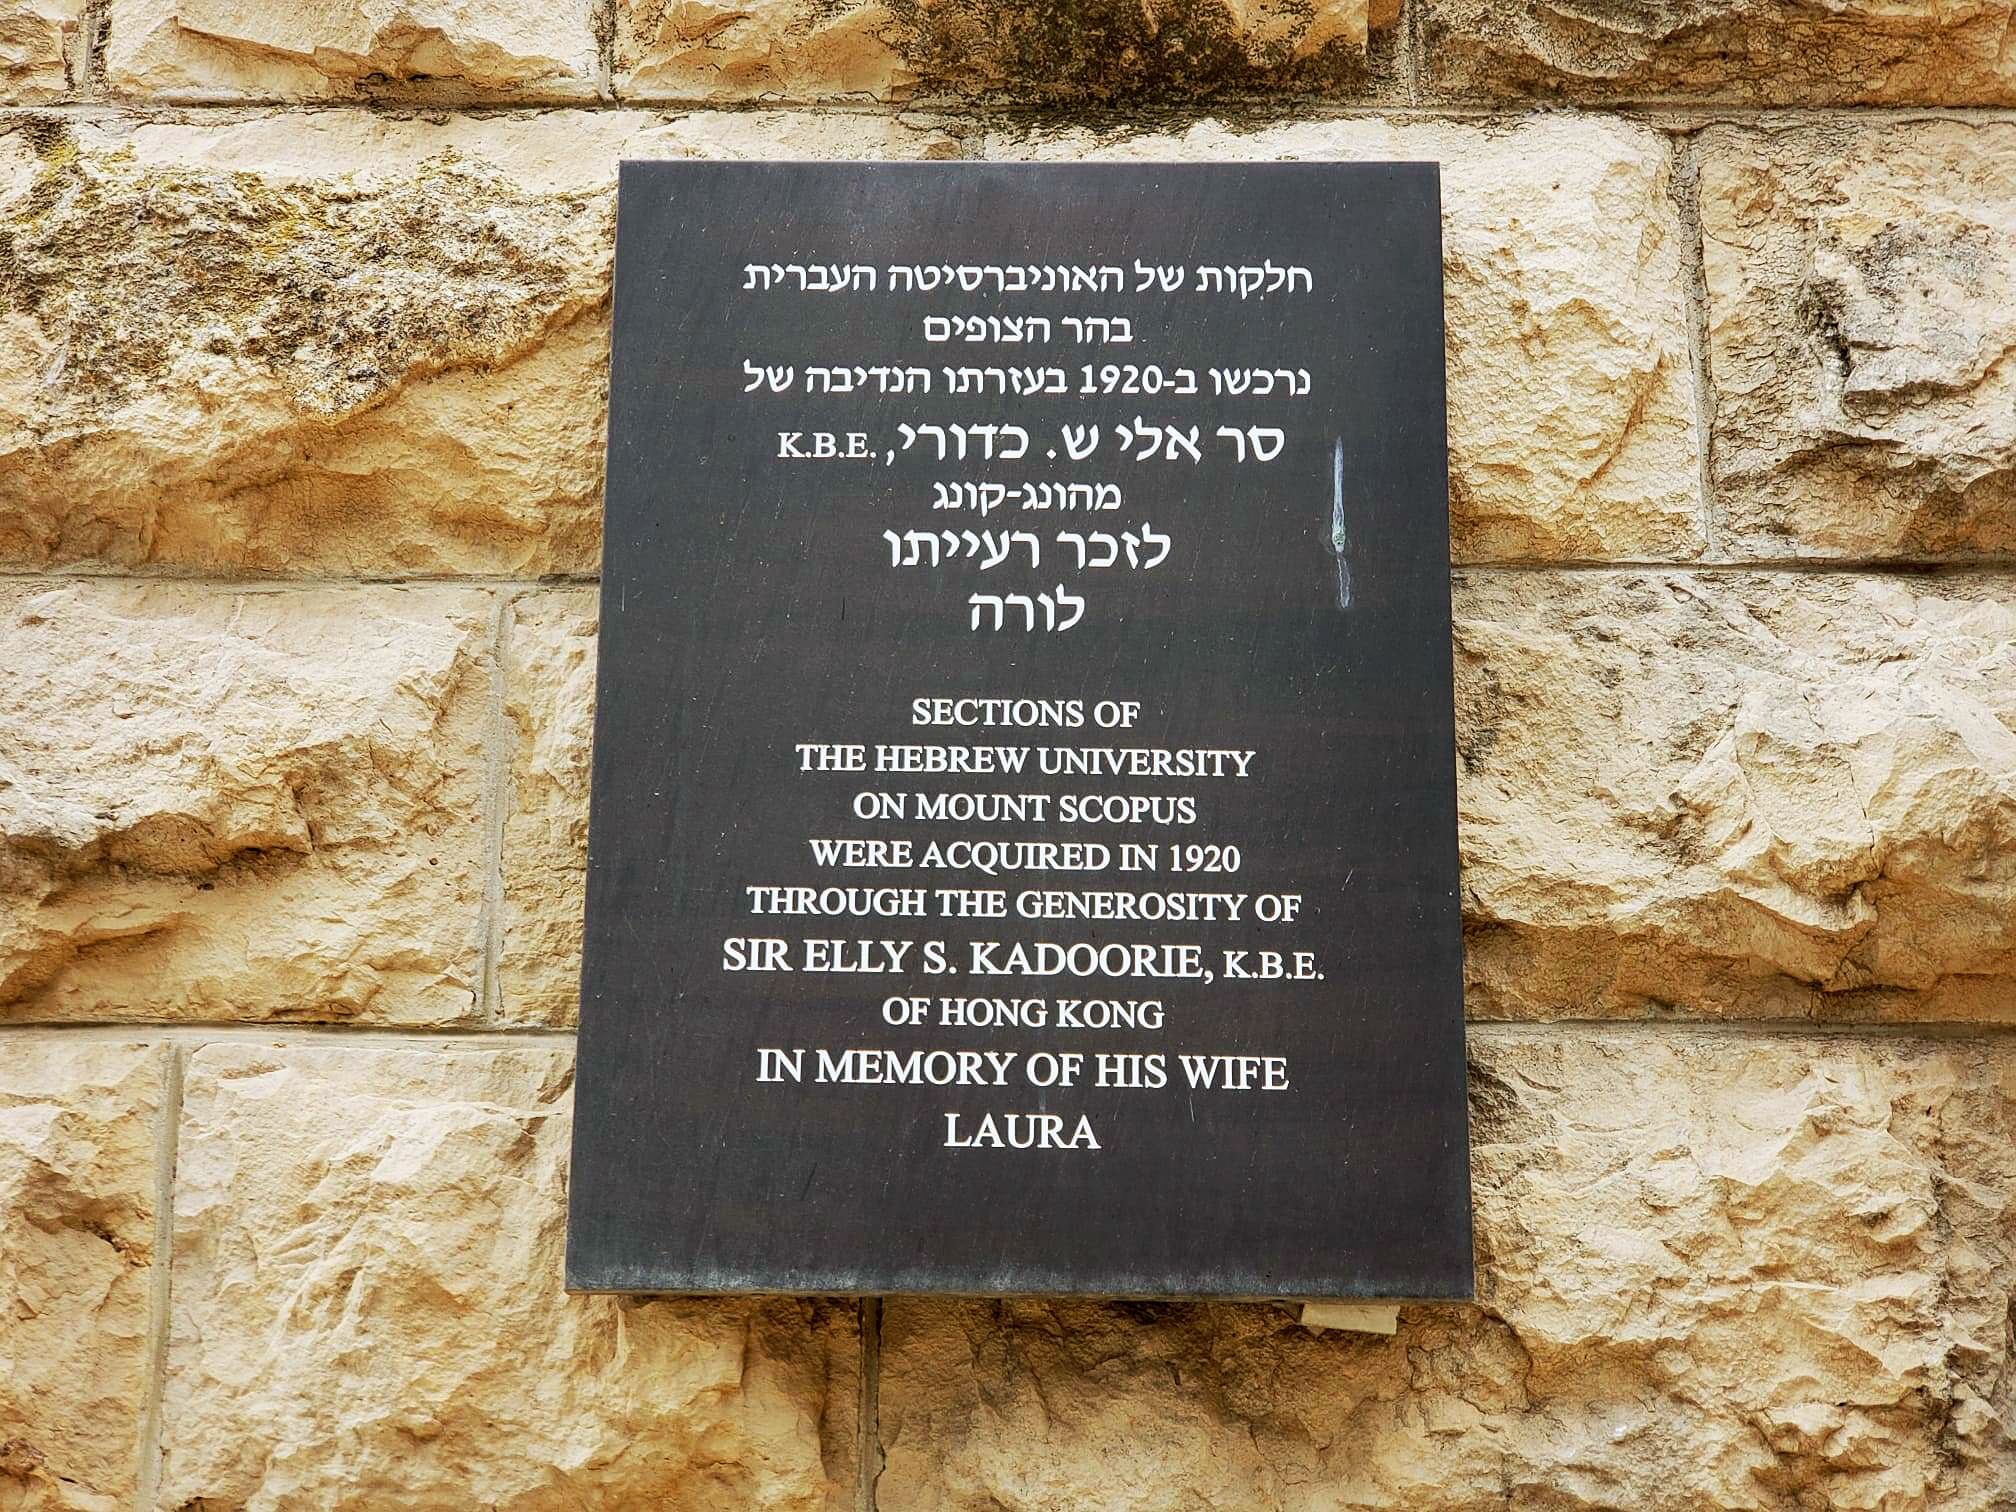 חלקות של האוניברסיטה העברית
בהר הצופים
נרכשו ב-1920 בעזרתו הנדיבה של
סר אלי ש. כדורי, K.B.E.
מהונג-קונג
לזכר רעייתו
לורה
SECTIONS OF
THE HEBREW UNIVERSITY
ON MOUNT SCOPUS
WERE ACQUIRED IN 1920
THROUGH THE GENEROSITY OF
SIR ELLY S. KADOORIE, K.B.E.
OF HONG KONG
IN MEMORY OF HIS WIFE
LAURA